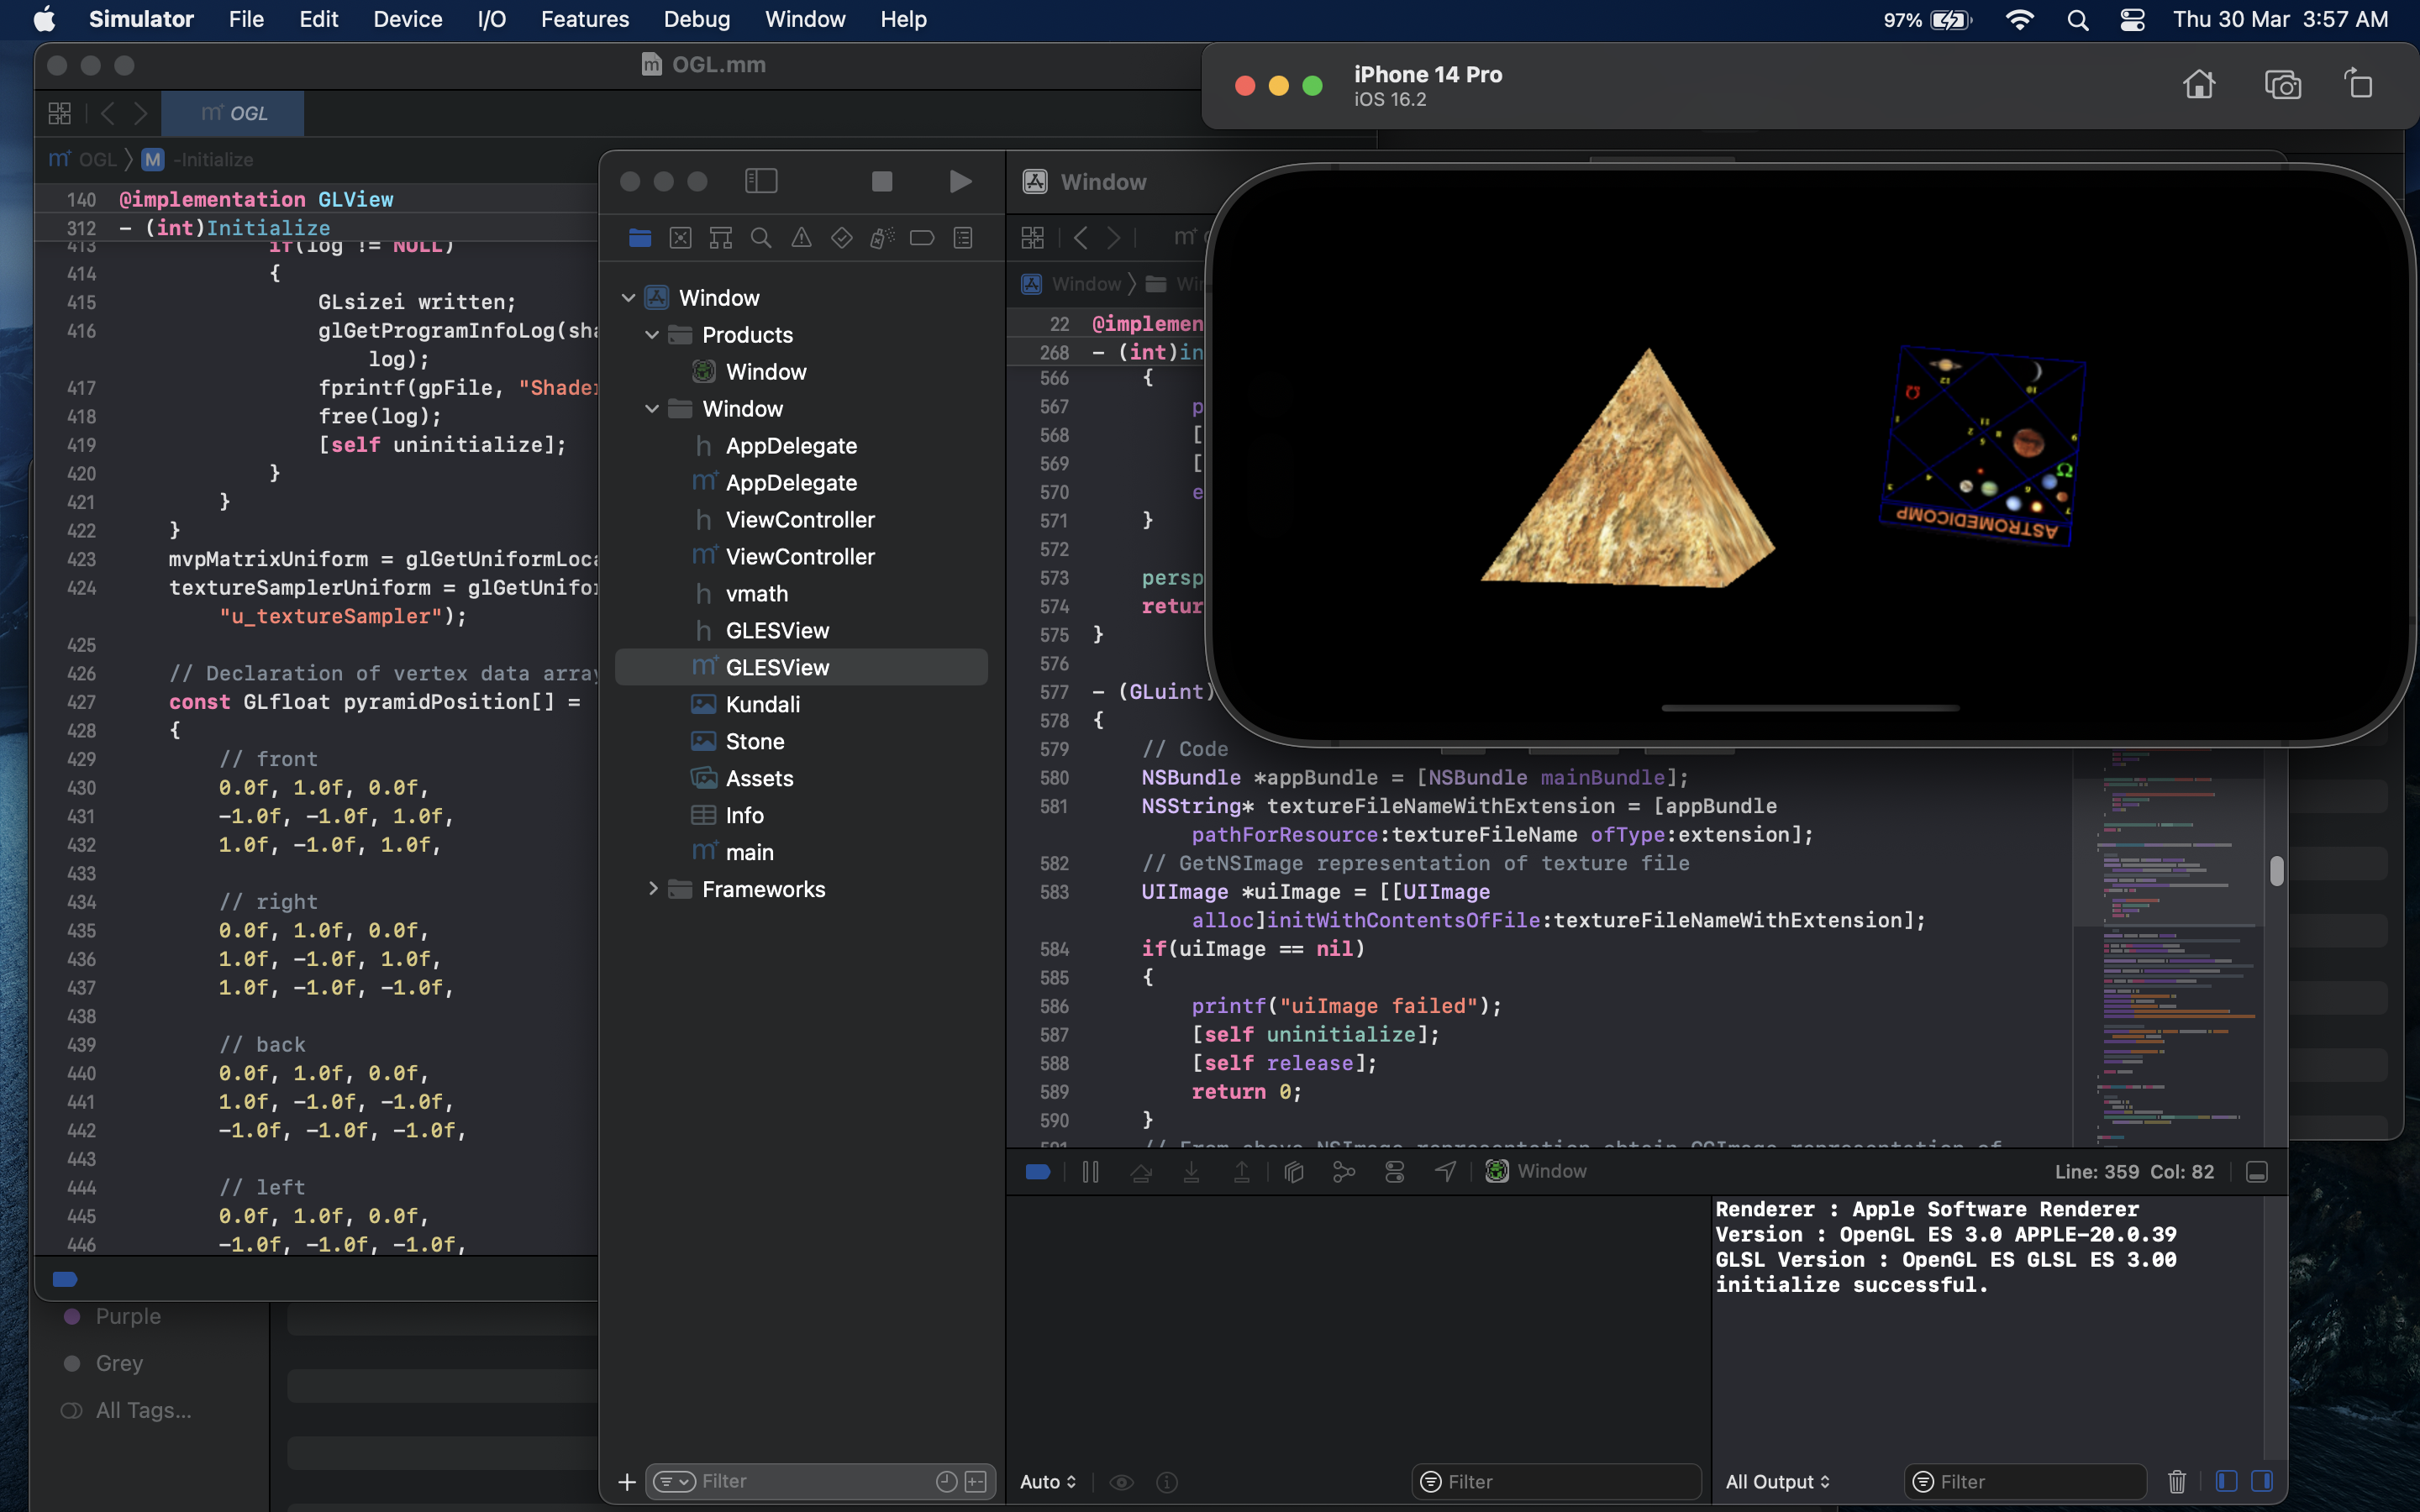 Simulator File Edit Device I/O Features Debug Window Help 97% Thu 30 Mar 3:57 AM
OGL.mm
OGL
OGL M -Initialize
140 @implementation GLView
312 - (int)Initialize
413 if(log != NULL)
414 {
415 GLsizei written;
416 glGetProgramInfoLog(sha
log);
417 fprintf(gpFile, "Shader
418 free(log);
419 [self uninitialize];
420 }
421 }
422 }
423 mvpMatrixUniform = glGetUniformLoca
424 textureSamplerUniform = glGetUnifor
"u_textureSampler");
425
426 // Declaration of vertex data array
427 const GLfloat pyramidPosition[] =
428 {
429 // front
430 0.0f, 1.0f, 0.0f,
431 -1.0f, -1.0f, 1.0f,
432 1.0f, -1.0f, 1.0f,
433
434 // right
435 0.0f, 1.0f, 0.0f,
436 1.0f, -1.0f, 1.0f,
437 1.0f, -1.0f, -1.0f,
438
439 // back
440 0.0f, 1.0f, 0.0f,
441 1.0f, -1.0f, -1.0f,
442 -1.0f, -1.0f, -1.0f,
443
444 // left
445 0.0f, 1.0f, 0.0f,
446 -1.0f, -1.0f, -1.0f,
Purple
Grey
All Tags...
Window
Products
Window
Window
h AppDelegate
m+ AppDelegate
h ViewController
m+ ViewController
h vmath
h GLESView
m+ GLESView
Kundali
Stone
Assets
Info
m+ main
Frameworks
Filter
Window
Window
22 @implemen
268 - (int)in
566 {
567 p
568 [
569 [
570 e
571 }
572
573 persp
574 retur
575 }
576
577 - (GLuint)
578 {
579 // Code
580 NSBundle *appBundle = [NSBundle mainBundle];
581 NSString* textureFileNameWithExtension = [appBundle
pathForResource:textureFileName ofType:extension];
582 // GetNSImage representation of texture file
583 UIImage *uiImage = [[UIImage
alloc]initWithContentsOfFile:textureFileNameWithExtension];
584 if(uiImage == nil)
585 {
586 printf("uiImage failed");
587 [self uninitialize];
588 [self release];
589 return 0;
590 }
Window
Line: 359 Col: 82
Renderer : Apple Software Renderer
Version : OpenGL ES 3.0 APPLE-20.0.39
GLSL Version : OpenGL ES GLSL ES 3.00
initialize successful.
Auto
Filter
All Output
Filter
iPhone 14 Pro
iOS 16.2
ASTROMEDICOMP